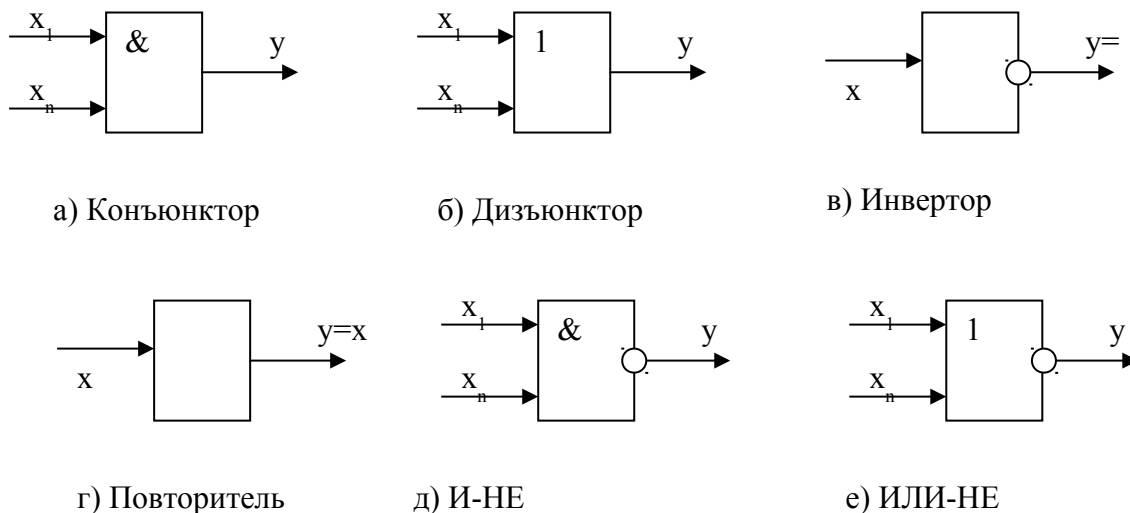 x1 & y
xn
x1 1 y
xn
x y=
а) Конъюнктор
б) Дизъюнктор
в) Инвертор
x y=x
x1 & y
xn
x1 1 y
xn
г) Повторитель
д) И-НЕ
е) ИЛИ-НЕ